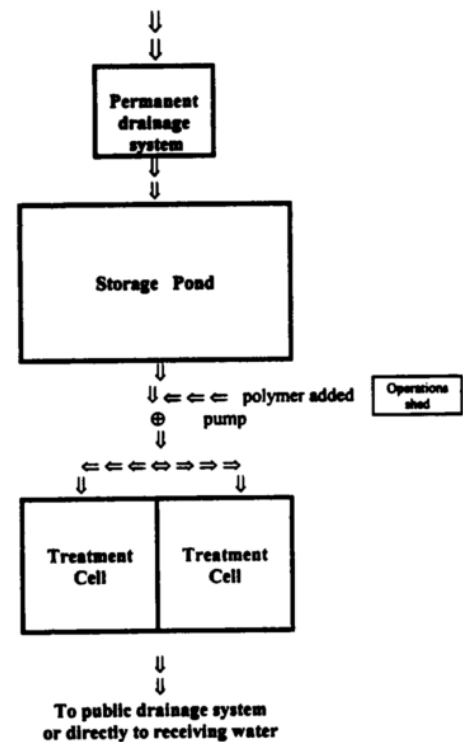 Permanent
drainage
system
Storage Pond
polymer added
Operations
shed
pump
Treatment
Cell
Treatment
Cell
To public drainage system
or directly to receiving water